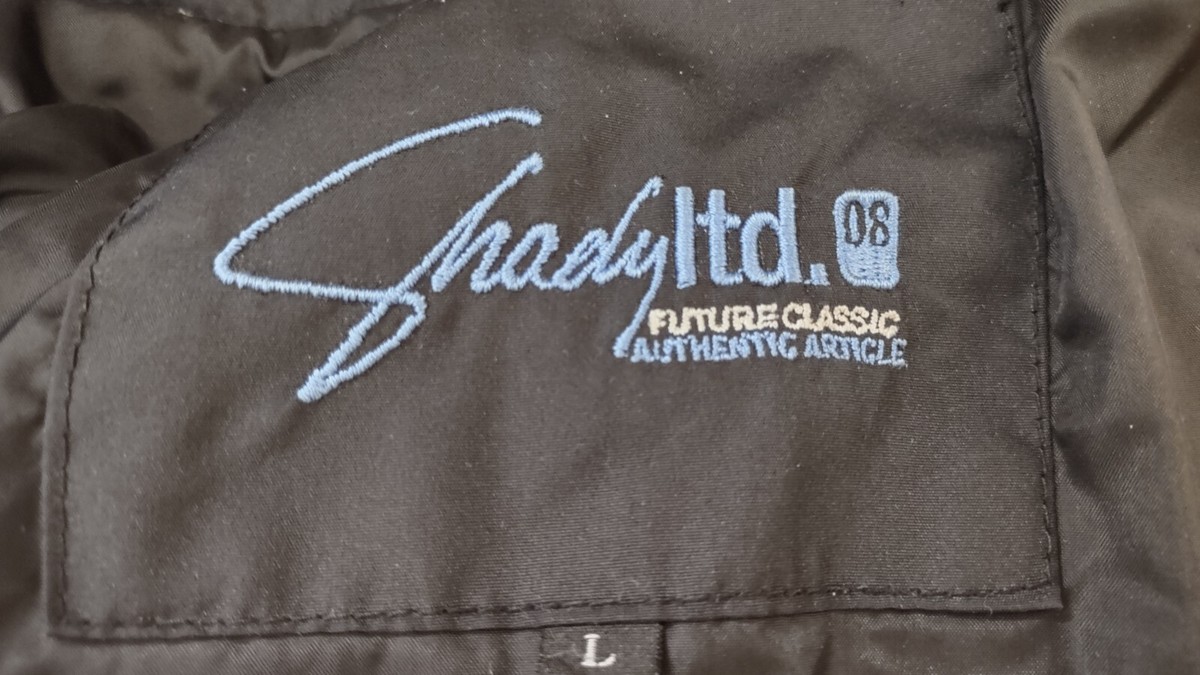 Shady ltd. 08
FUTURE CLASSIC
AUTHENTIC ARTICLE
L